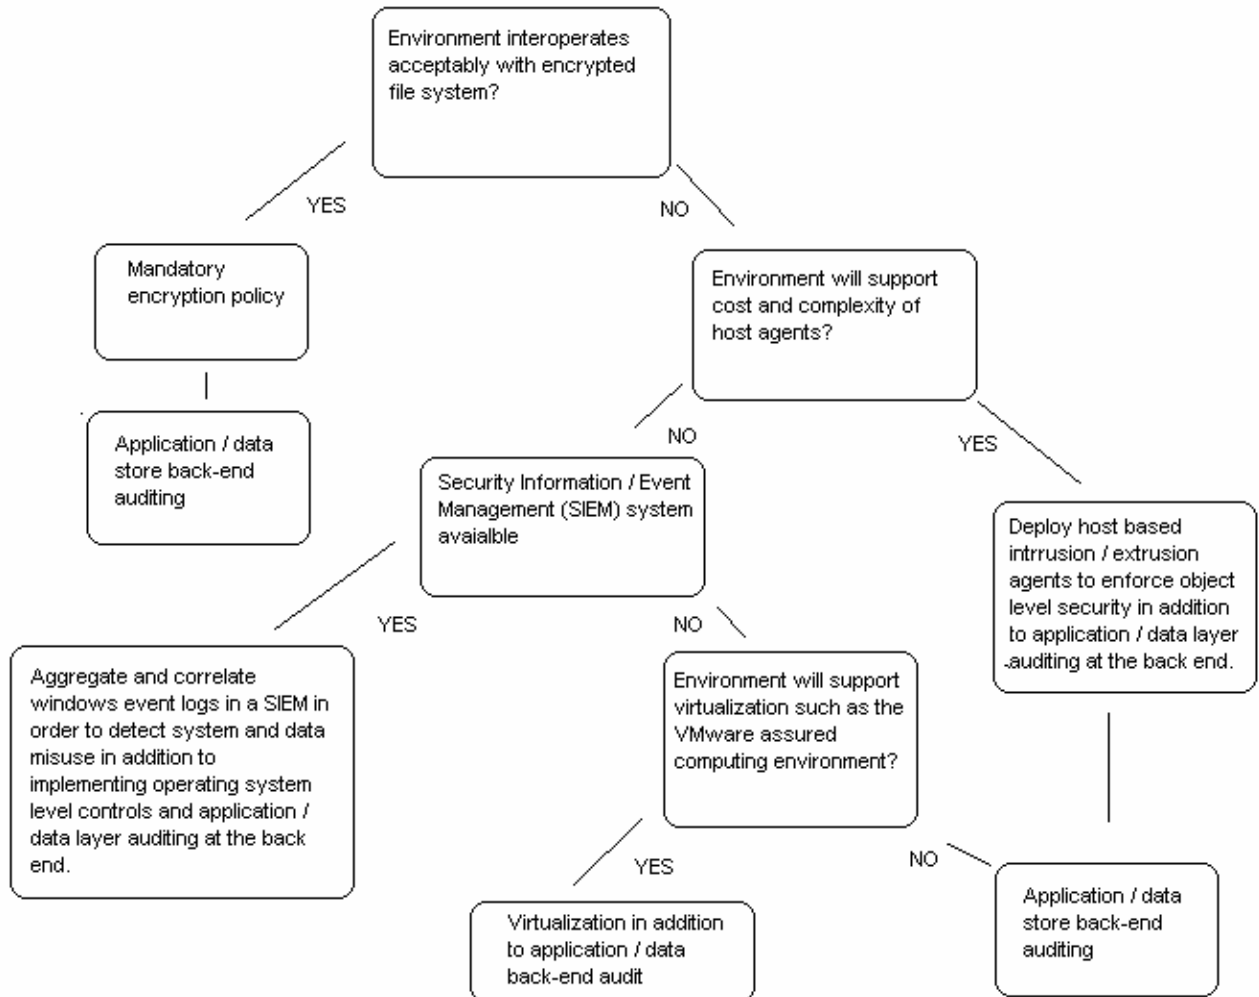 Environment interoperates
acceptably with encrypted
file system?
YES
NO
Mandatory
encryption policy
Environment will support
cost and complexity of
host agents?
Application / data
store back-end
auditing
NO
YES
Security Information / Event
Management (SIEM) system
avaialble
Deploy host based
intrrusion / extrusion
agents to enforce object
level security in addition
to application / data layer
auditing at the back end.
YES
NO
Aggregate and correlate
windows event logs in a SIEM in
order to detect system and data
misuse in addition to
implementing operating system
level controls and application /
data layer auditing at the back
end.
Environment will support
virtualization such as the
VMware assured
computing environment?
YES
NO
Virtualization in addition
to application / data
back-end audit
Application / data
store back-end
auditing